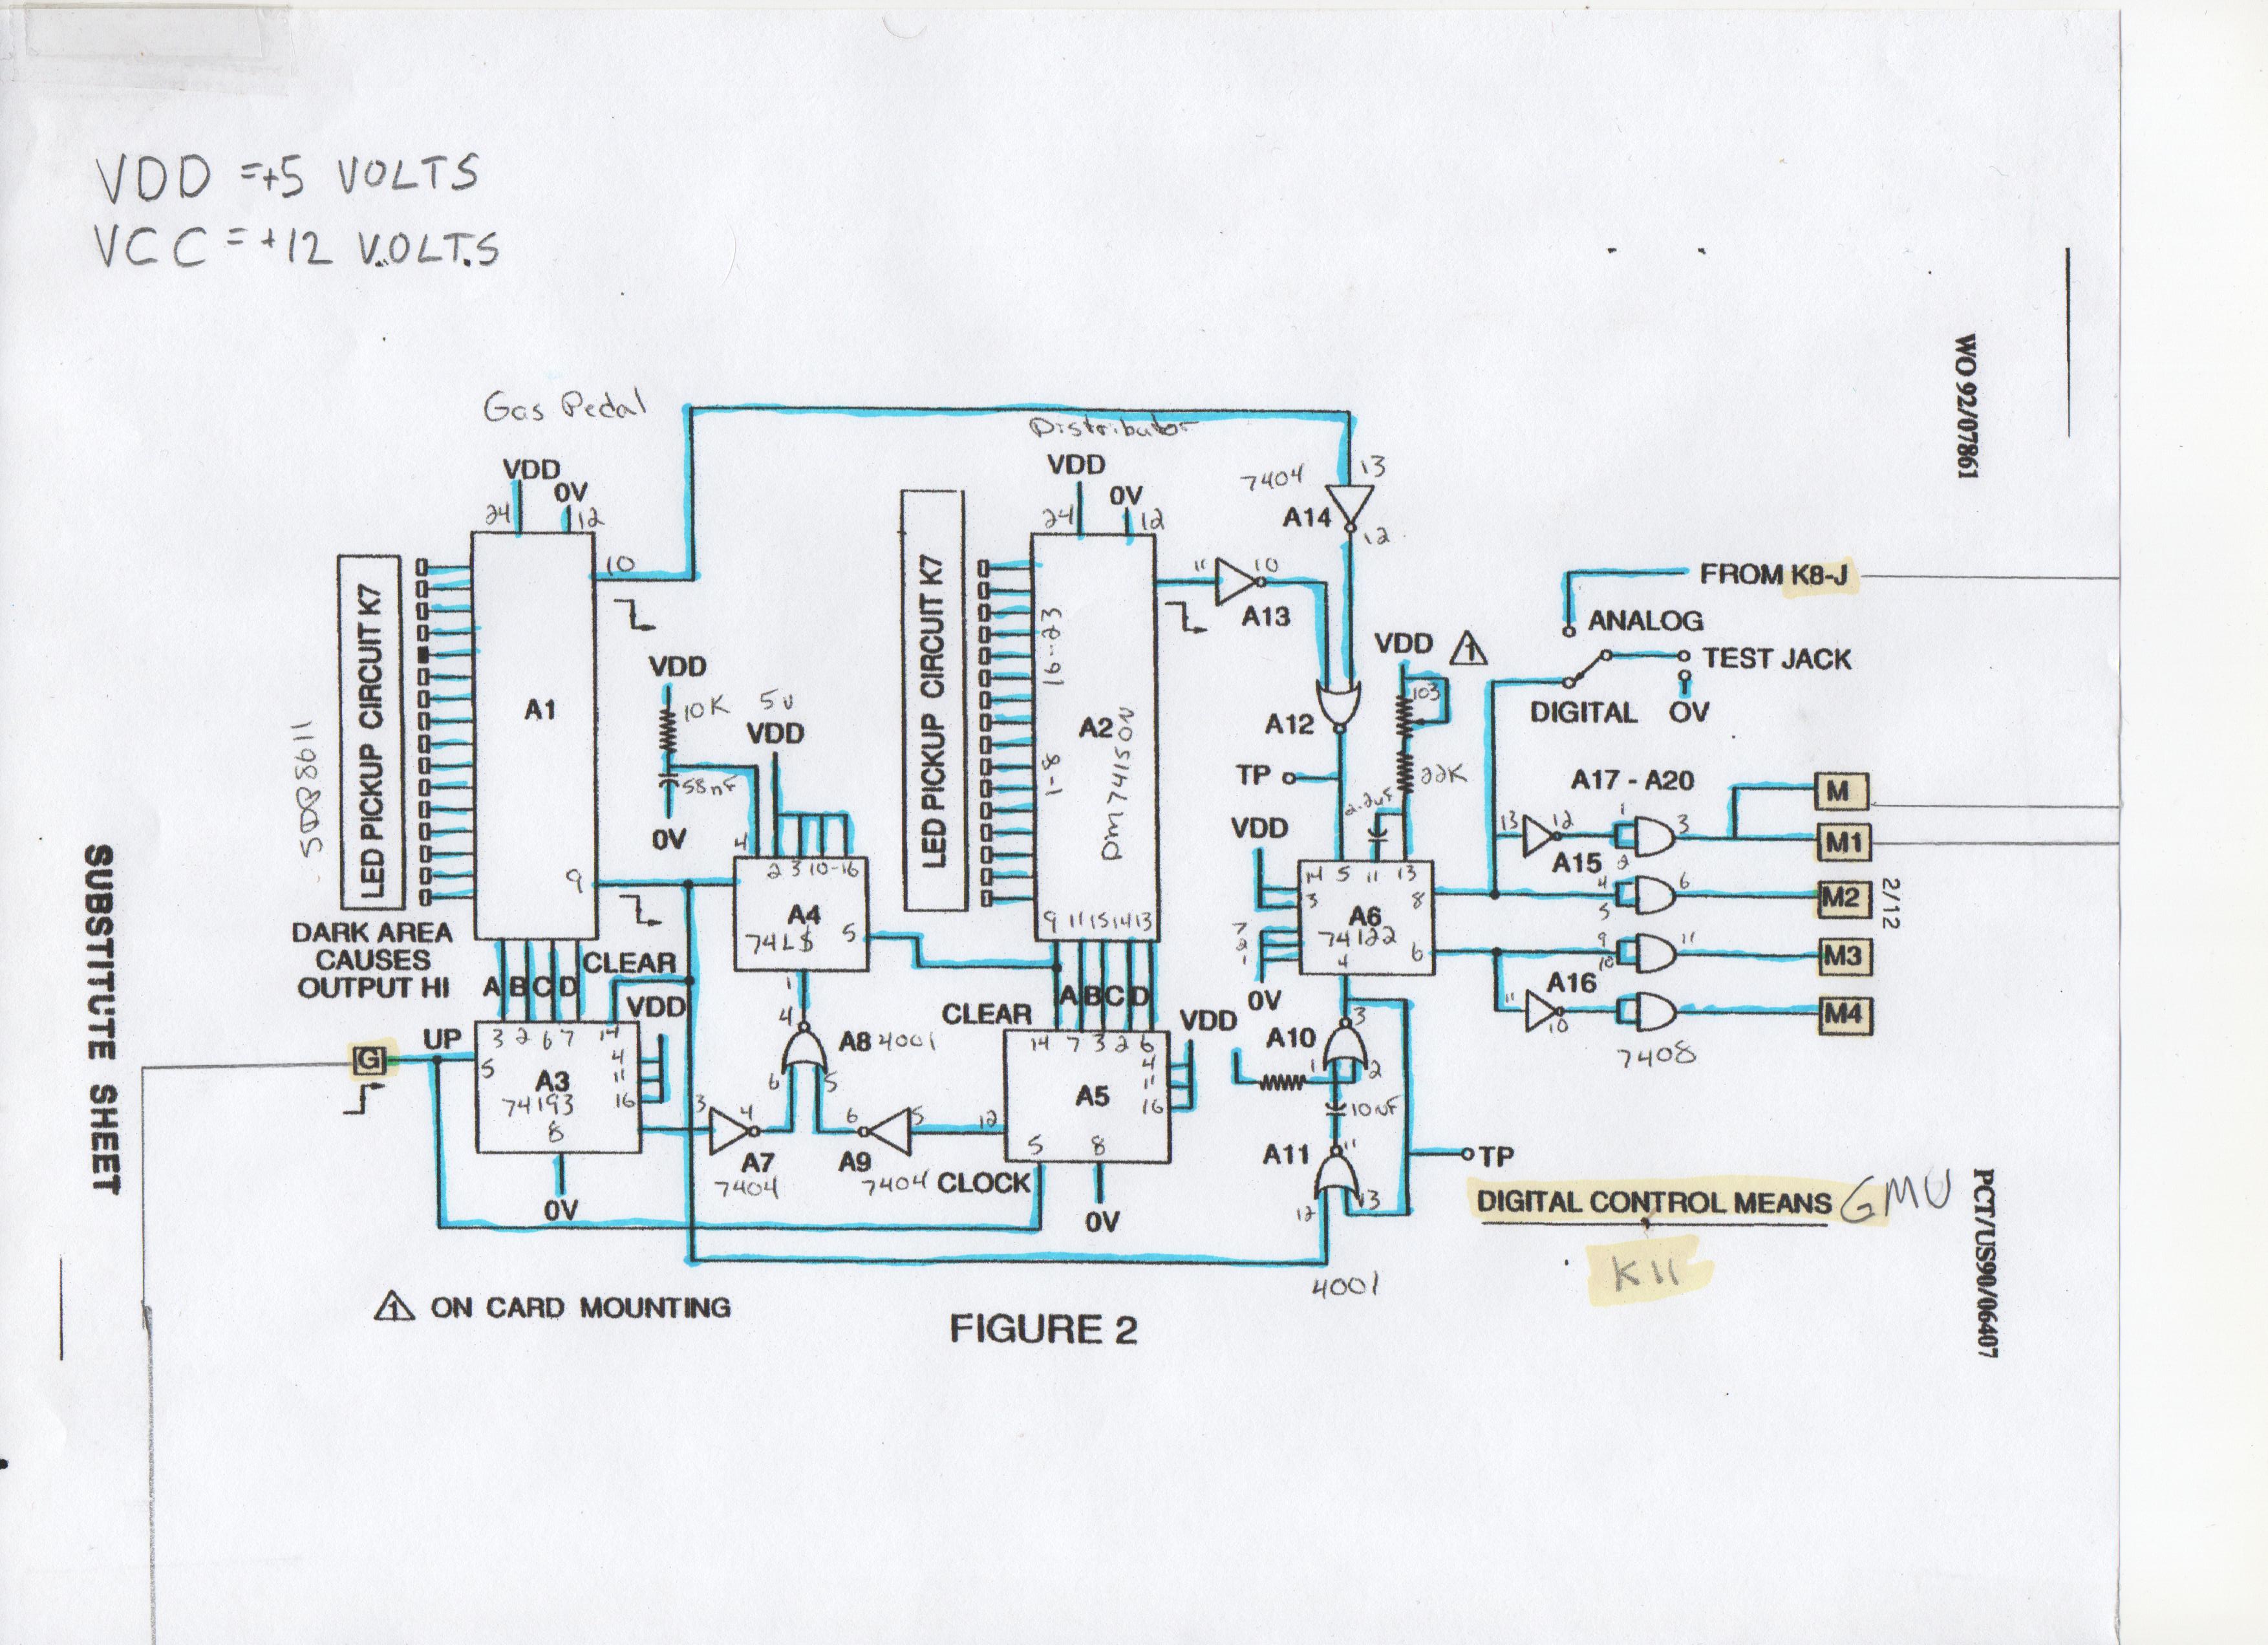 VDD =+5 VOLTS
VCC =+12 VOLTS
WO 92/07861
Gas Pedal
Distributor
VDD
0V
24
12
10
VDD
0V
24
12
7404
13
A14
12
11
10
A13
FROM K8-J
ANALOG
TEST JACK
DIGITAL
0V
LED PICKUP CIRCUIT K7
SDP8611
A1
9
VDD
10K
58nF
0V
5v
VDD
LED PICKUP CIRCUIT K7
16--23
1-8
A2
DM74150N
9 11 15 14 13
A12
TP
VDD
1
103
22K
2.2uF
VDD
14 5 11 13
3
8
A6
74122
7
2
1
6
4
0V
A17 - A20
13
12
A15
1
2
3
4
5
6
9
10
11
A16
11
10
7408
M
M1
M2
M3
M4
2/12
DARK AREA
CAUSES
OUTPUT HI
A B C D
CLEAR
VDD
4
2 3 10-16
A4
74LS
5
1
4
A8 4001
6
5
CLEAR
A B C D
VDD
UP
G
3 2 6 7 14
5
A3
74193
4
11
16
8
0V
3
4
A7
7404
6
5
A9
7404
12
14 7 3 2 6
4
11
16
A5
5
8
CLOCK
0V
A10
3
1
2
10nF
A11
11
12
13
4001
TP
DIGITAL CONTROL MEANS GMU
K11
1 ON CARD MOUNTING
FIGURE 2
SUBSTITUTE SHEET
PCT/US90/06407